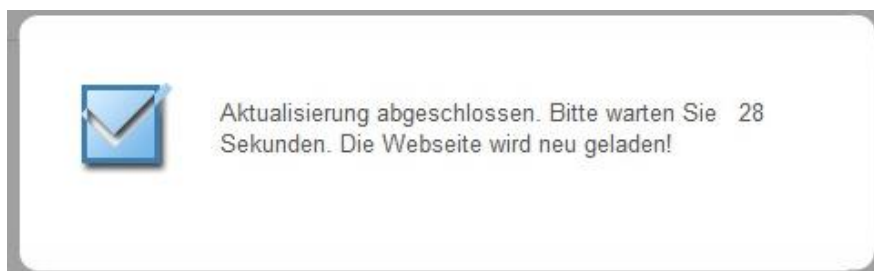 Aktualisierung abgeschlossen. Bitte warten Sie 28
Sekunden. Die Webseite wird neu geladen!